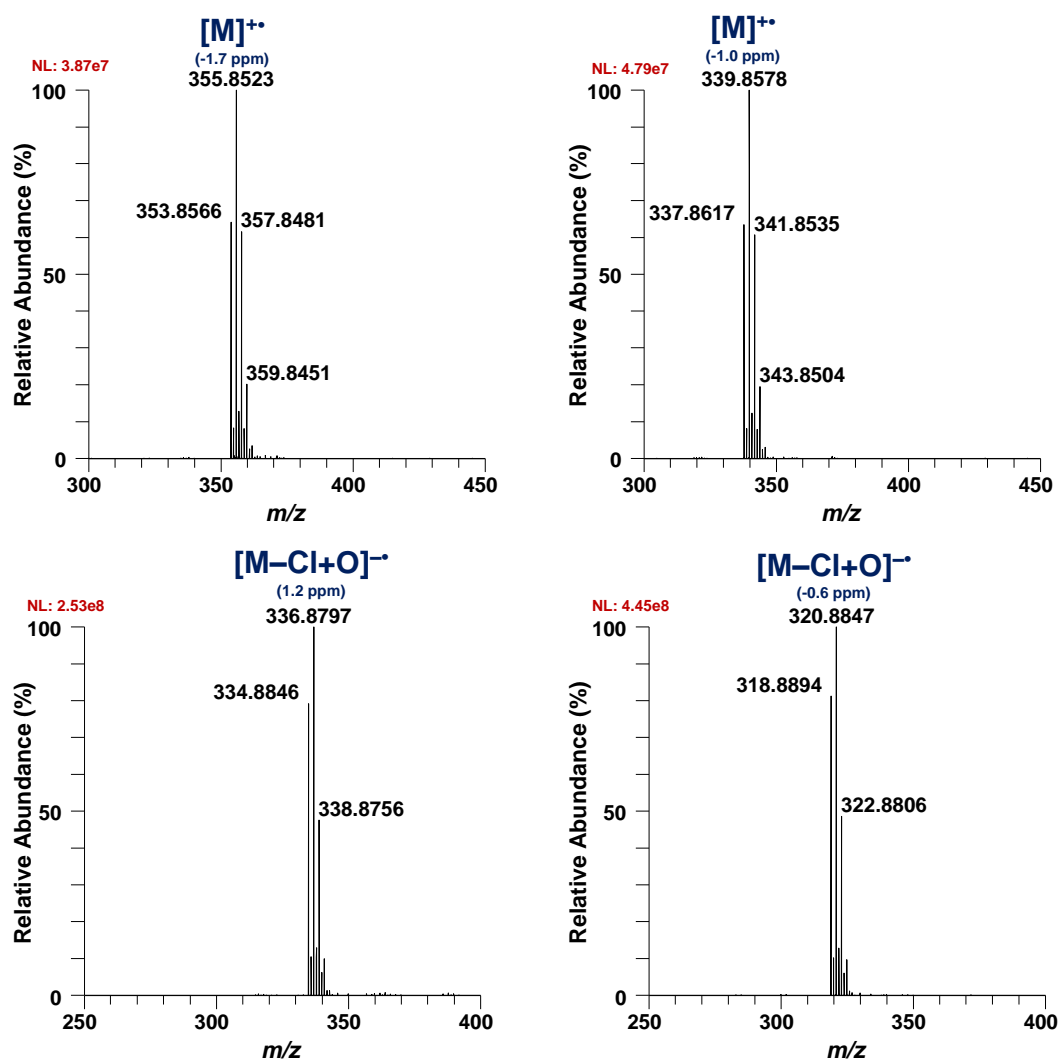 [M]⁺•
(-1.7 ppm)
NL: 3.87e7
355.8523
353.8566
357.8481
359.8451
100
50
0
Relative Abundance (%)
300 350 400 450
m/z
[M]⁺•
(-1.0 ppm)
NL: 4.79e7
339.8578
337.8617
341.8535
343.8504
100
50
0
Relative Abundance (%)
300 350 400 450
m/z
[M–Cl+O]⁻•
(1.2 ppm)
NL: 2.53e8
336.8797
334.8846
338.8756
100
50
0
Relative Abundance (%)
250 300 350 400
m/z
[M–Cl+O]⁻•
(-0.6 ppm)
NL: 4.45e8
320.8847
318.8894
322.8806
100
50
0
Relative Abundance (%)
250 300 350 400
m/z